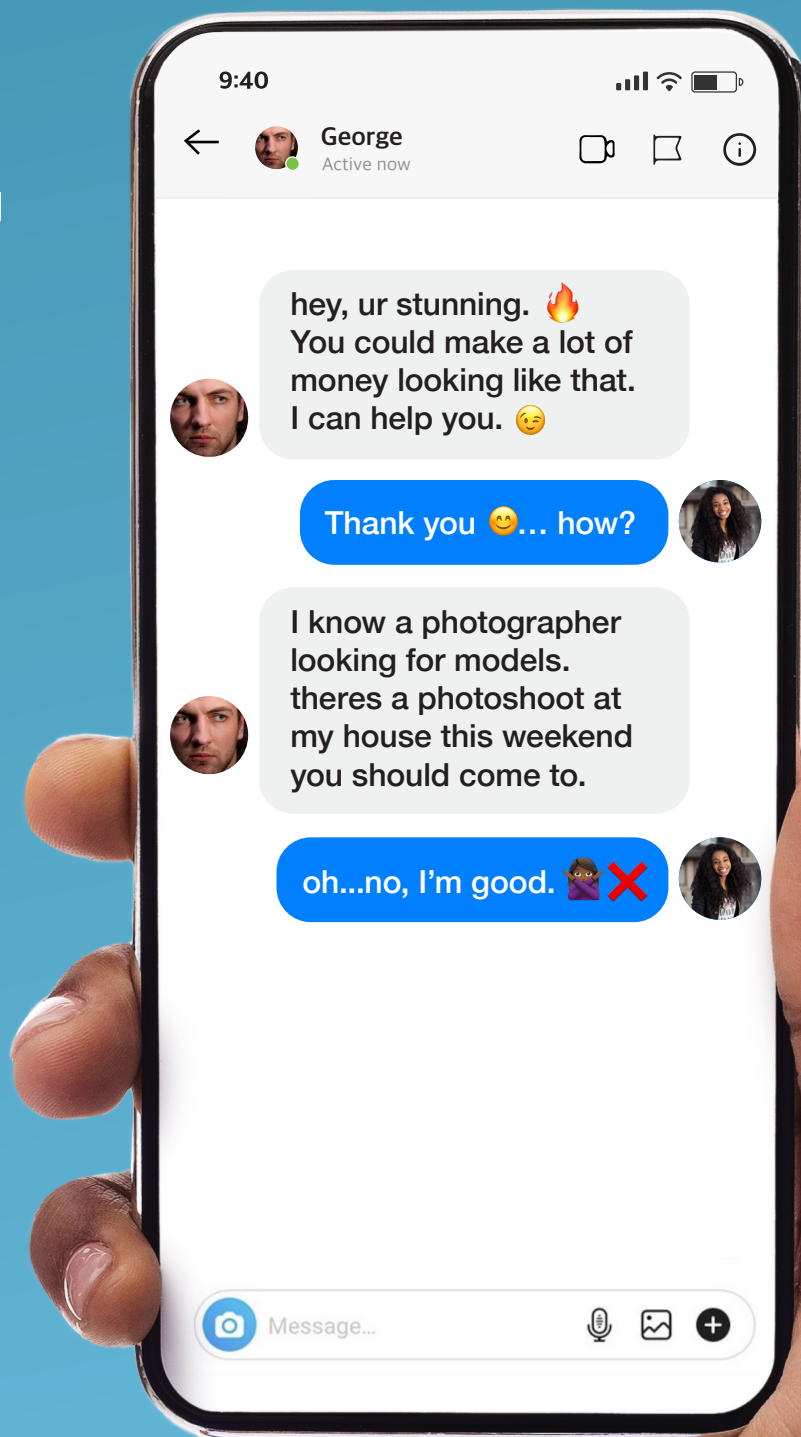 9:40
George
Active now
hey, ur stunning. 🔥
You could make a lot of
money looking like that.
I can help you. 😉
Thank you 😊... how?
I know a photographer
looking for models.
theres a photoshoot at
my house this weekend
you should come to.
oh...no, I’m good. 🙅🏿‍♀️❌
Message...